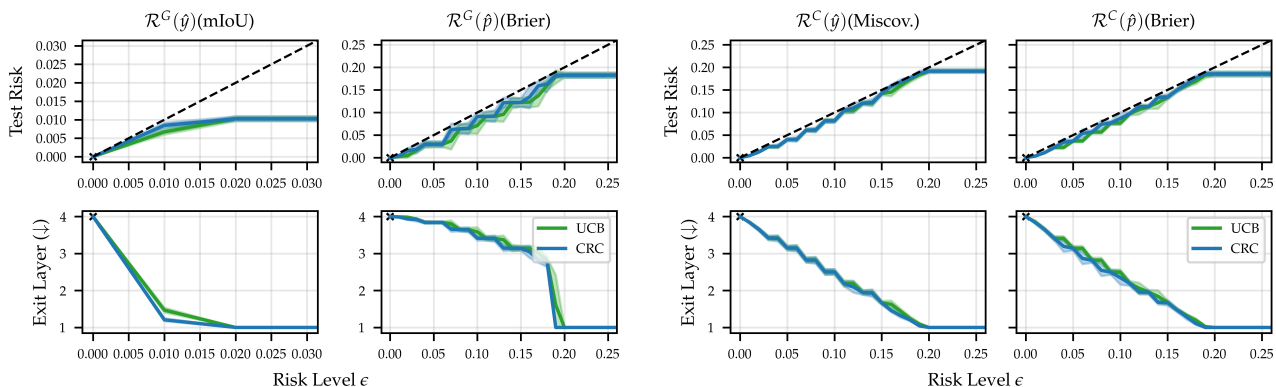 R^G(ŷ)(mIoU)
R^G(p̂)(Brier)
R^C(ŷ)(Miscov.)
R^C(p̂)(Brier)
Test Risk
0.030
0.025
0.020
0.015
0.010
0.005
0.000
0.000 0.005 0.010 0.015 0.020 0.025 0.030
0.25
0.20
0.15
0.10
0.05
0.00
0.00 0.05 0.10 0.15 0.20 0.25
Test Risk
0.25
0.20
0.15
0.10
0.05
0.00
0.00 0.05 0.10 0.15 0.20 0.25
0.25
0.20
0.15
0.10
0.05
0.00
0.00 0.05 0.10 0.15 0.20 0.25
Exit Layer (↓)
4
3
2
1
0.000 0.005 0.010 0.015 0.020 0.025 0.030
4
3
2
1
UCB
CRC
0.00 0.05 0.10 0.15 0.20 0.25
Exit Layer (↓)
4
3
2
1
0.00 0.05 0.10 0.15 0.20 0.25
4
3
2
1
UCB
CRC
0.00 0.05 0.10 0.15 0.20 0.25
Risk Level ϵ
Risk Level ϵ